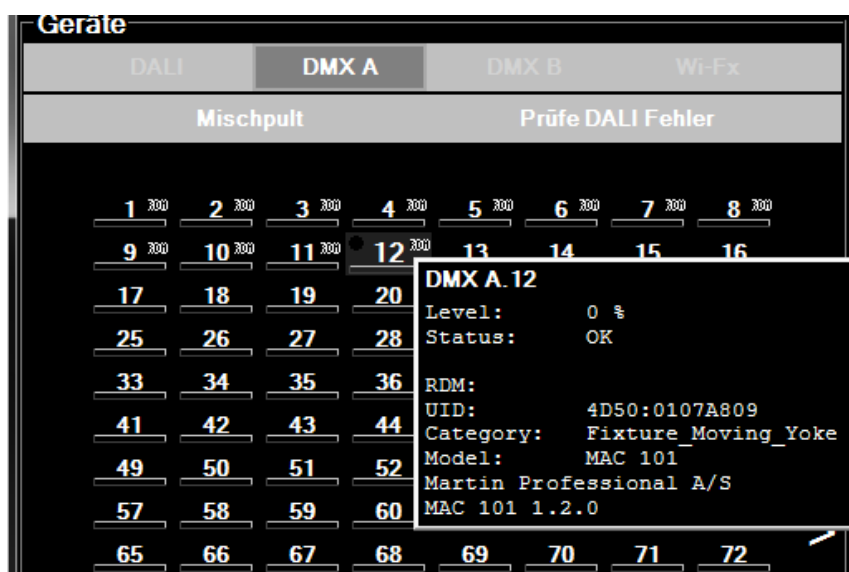 Geräte
DALI DMX A DMX B Wi-Fx
Mischpult Prüfe DALI Fehler
1 2 3 4 5 6 7 8
9 10 11 12 13 14 15 16
17 18 19 20
25 26 27 28
33 34 35 36
41 42 43 44
49 50 51 52
57 58 59 60
65 66 67 68 69 70 71 72
DMX A.12
Level: 0 %
Status: OK
RDM:
UID: 4D50:0107A809
Category: Fixture_Moving_Yoke
Model: MAC 101
Martin Professional A/S
MAC 101 1.2.0